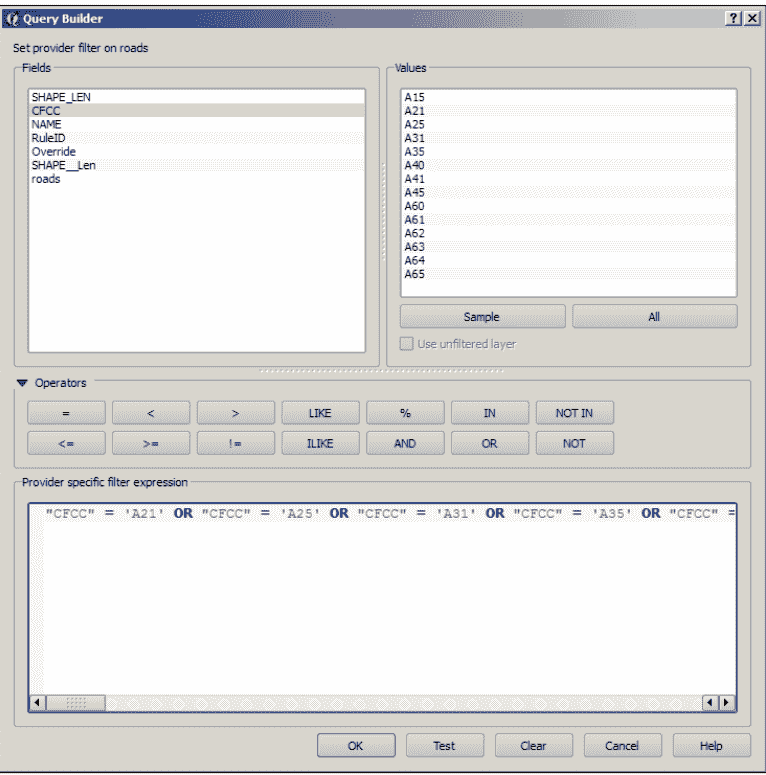 Query Builder
Set provider filter on roads
Fields
SHAPE_LEN
CFCC
NAME
RuleID
Override
SHAPE__Len
roads
Values
A15
A21
A25
A31
A35
A40
A41
A45
A60
A61
A62
A63
A64
A65
Sample All
Use unfiltered layer
Operators
= < > LIKE % IN NOT IN
<= >= != ILIKE AND OR NOT
Provider specific filter expression
"CFCC" = 'A21' OR "CFCC" = 'A25' OR "CFCC" = 'A31' OR "CFCC" = 'A35' OR "CFCC" =
OK Test Clear Cancel Help